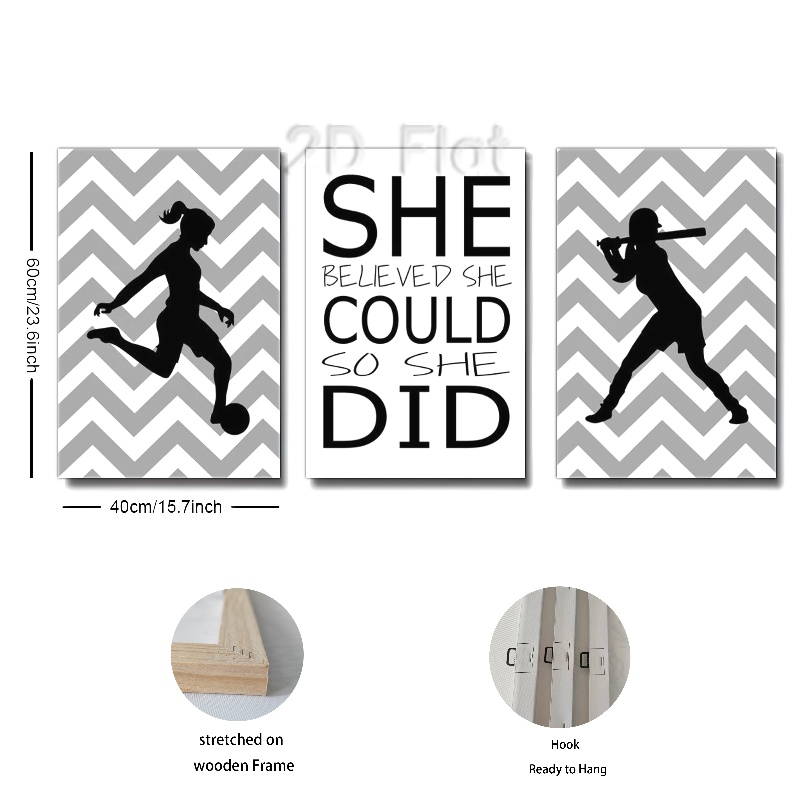 2D Flat
60cm/23.6inch
SHE
BELIEVED SHE
COULD
SO SHE
DID
40cm/15.7inch
stretched on
wooden Frame
Hook
Ready to Hang